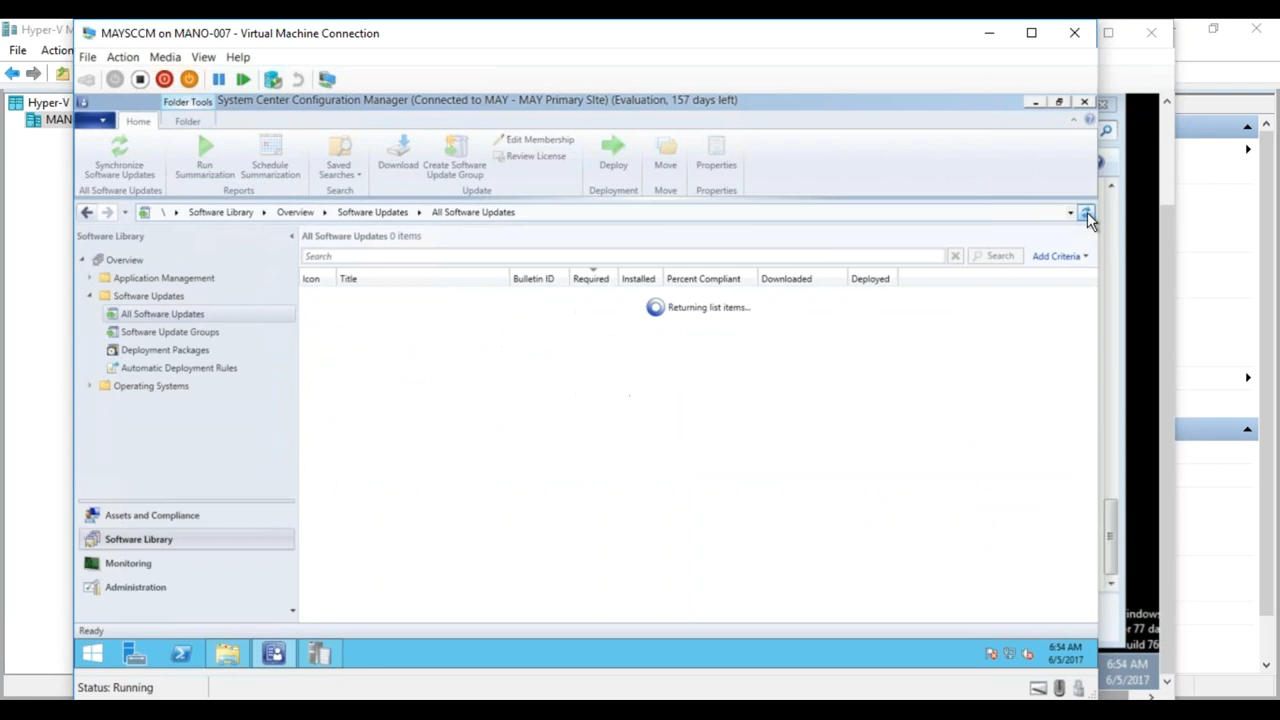 Hyper-V M
File Action
Hyper-V
MAN
MAYSCCM on MANO-007 - Virtual Machine Connection
File Action Media View Help
Folder Tools System Center Configuration Manager (Connected to MAY - MAY Primary SIte) (Evaluation, 157 days left)
Home Folder
Synchronize Software Updates
All Software Updates
Run Summarization
Schedule Summarization
Reports
Saved Searches
Search
Download
Create Software Update Group
Edit Membership
Review License
Update
Deploy
Deployment
Move
Move
Properties
Properties
\ Software Library Overview Software Updates All Software Updates
Software Library
Overview
Application Management
Software Updates
All Software Updates
Software Update Groups
Deployment Packages
Automatic Deployment Rules
Operating Systems
Assets and Compliance
Software Library
Monitoring
Administration
All Software Updates 0 items
Search
Search
Add Criteria
Icon Title Bulletin ID Required Installed Percent Compliant Downloaded Deployed
Returning list items...
Ready
6:54 AM
6/5/2017
Status: Running
indows
r 77 da
uild 76
6:54 AM
6/5/2017